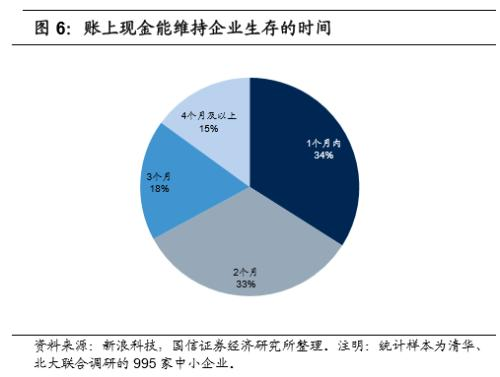 图 6：账上现金能维持企业生存的时间
4个月及以上
15%
1个月内
34%
3个月
18%
2个月
33%
资料来源：新浪科技，国信证券经济研究所整理．注明：统计样本为清华、
北大联合调研的 995 家中小企业．